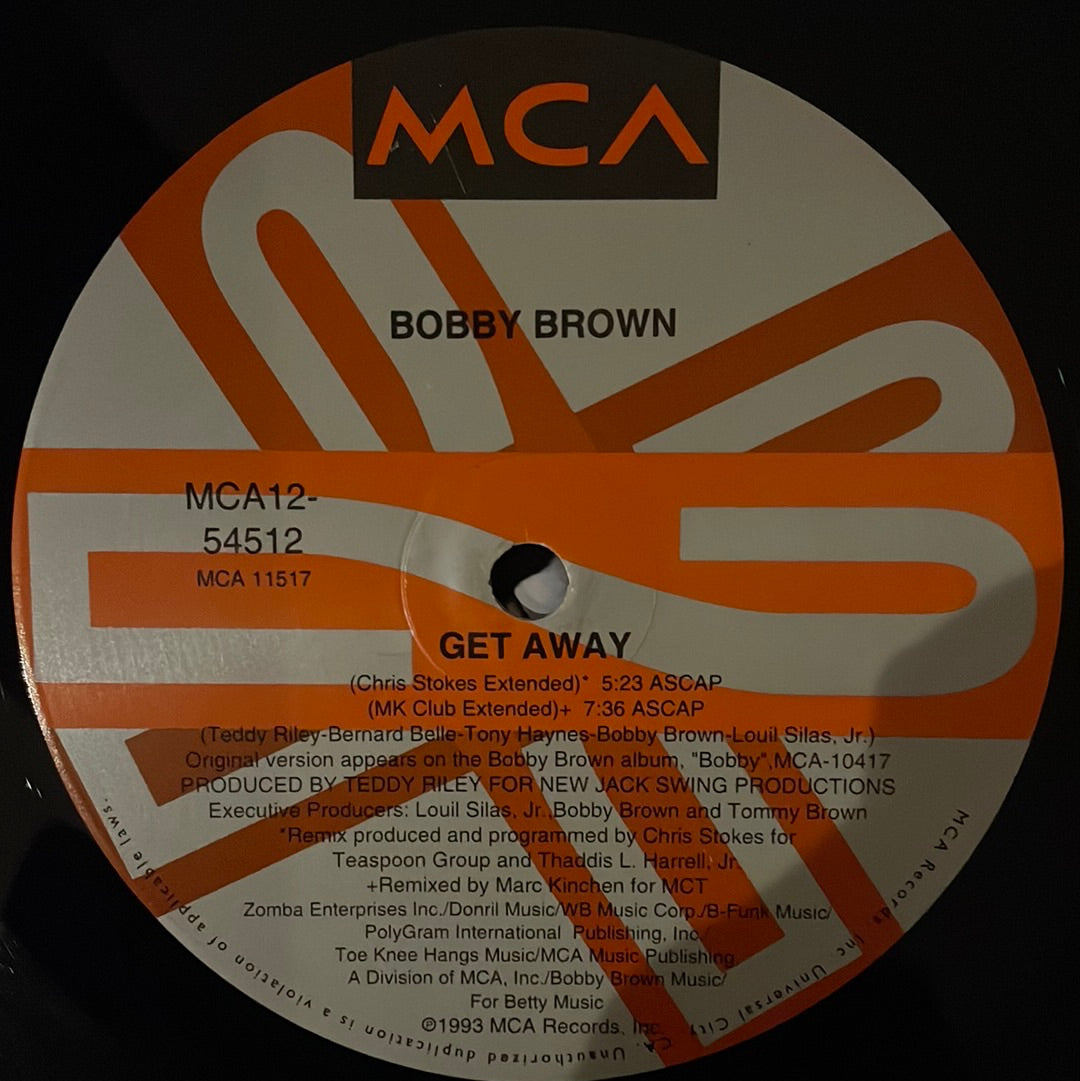 MCA
BOBBY BROWN
MCA12-
54512
MCA 11517
GET AWAY
(Chris Stokes Extended)* 5:23 ASCAP
(MK Club Extended)+ 7:36 ASCAP
(Teddy Riley-Bernard Belle-Tony Haynes-Bobby Brown-Louil Silas, Jr.)
Original version appears on the Bobby Brown album, "Bobby",MCA-10417
PRODUCED BY TEDDY RILEY FOR NEW JACK SWING PRODUCTIONS
Executive Producers: Louil Silas, Jr.,Bobby Brown and Tommy Brown
*Remix produced and programmed by Chris Stokes for
Teaspoon Group and Thaddis L. Harrell, Jr.
+Remixed by Marc Kinchen for MCT
Zomba Enterprises Inc./Donril Music/WB Music Corp./B-Funk Music/
PolyGram International Publishing, Inc./
Toe Knee Hangs Music/MCA Music Publishing,
A Division of MCA, Inc./Bobby Brown Music/
For Betty Music
℗1993 MCA Records, Inc.
MCA Records, Inc. Universal City, CA. Unauthorized duplication is a violation of applicable laws.